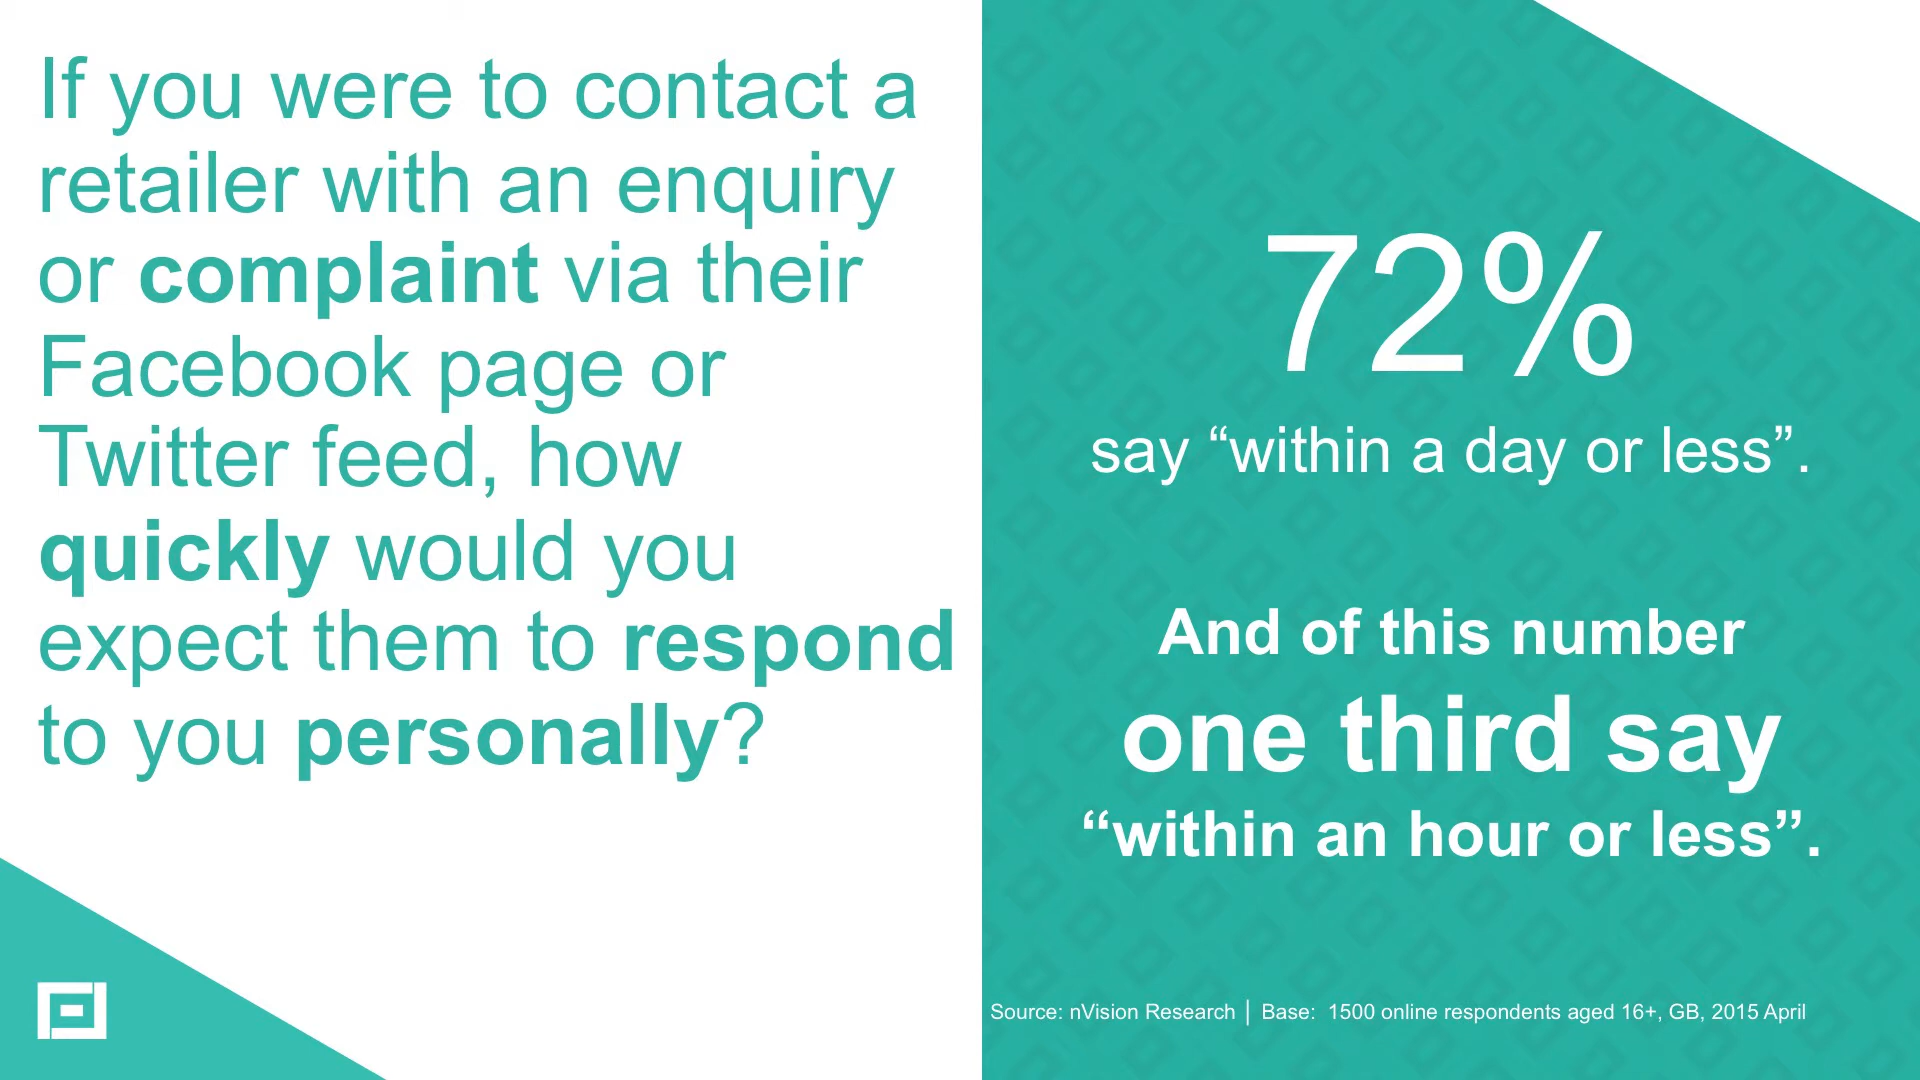 If you were to contact a
retailer with an enquiry
or complaint via their
Facebook page or
Twitter feed, how
quickly would you
expect them to respond
to you personally?
72%
say “within a day or less”.
And of this number
one third say
“within an hour or less”.
Source: nVision Research │ Base:  1500 online respondents aged 16+, GB, 2015 April